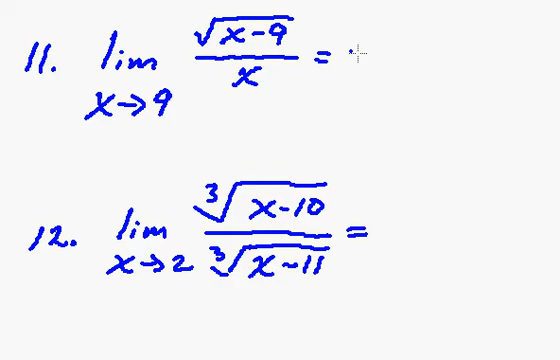 11. lim x→9 √(x-9) / x =
12. lim x→2 ∛(x-10) / ∛(x-11) =